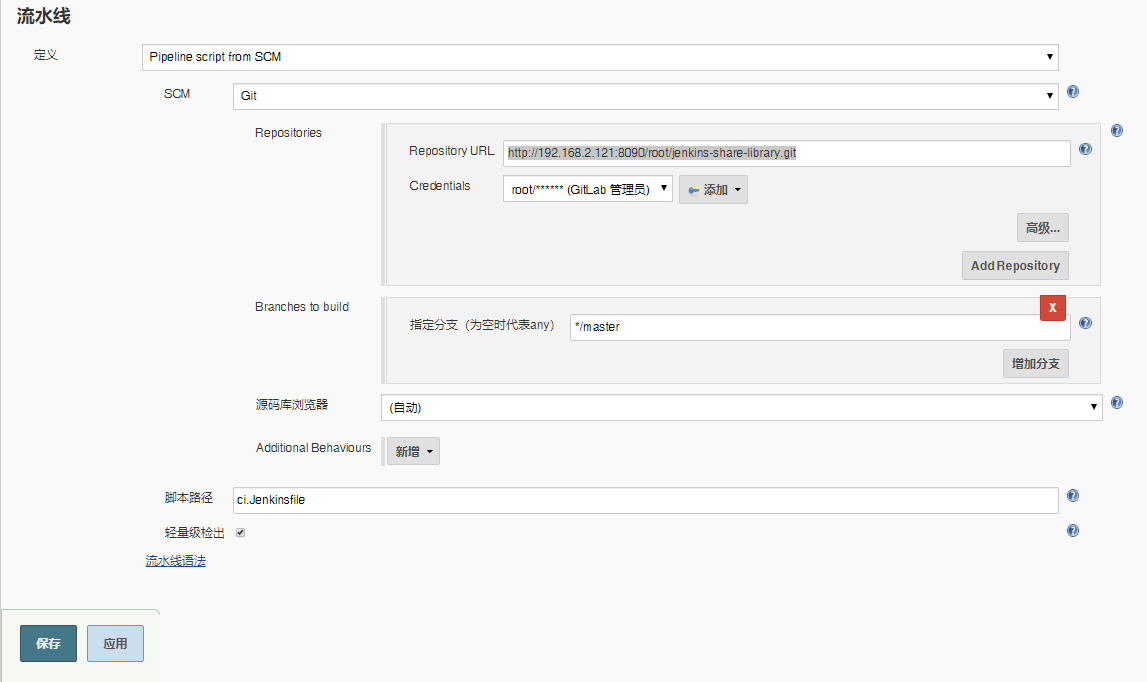 流水线
定义
Pipeline script from SCM
SCM
Git
Repositories
Repository URL
http://192.168.2.121:8090/root/jenkins-share-library.git
Credentials
root/****** (GitLab 管理员)
添加
高级...
Add Repository
Branches to build
X
指定分支（为空时代表any）
*/master
增加分支
源码库浏览器
(自动)
Additional Behaviours
新增
脚本路径
ci.Jenkinsfile
轻量级检出
流水线语法
保存
应用